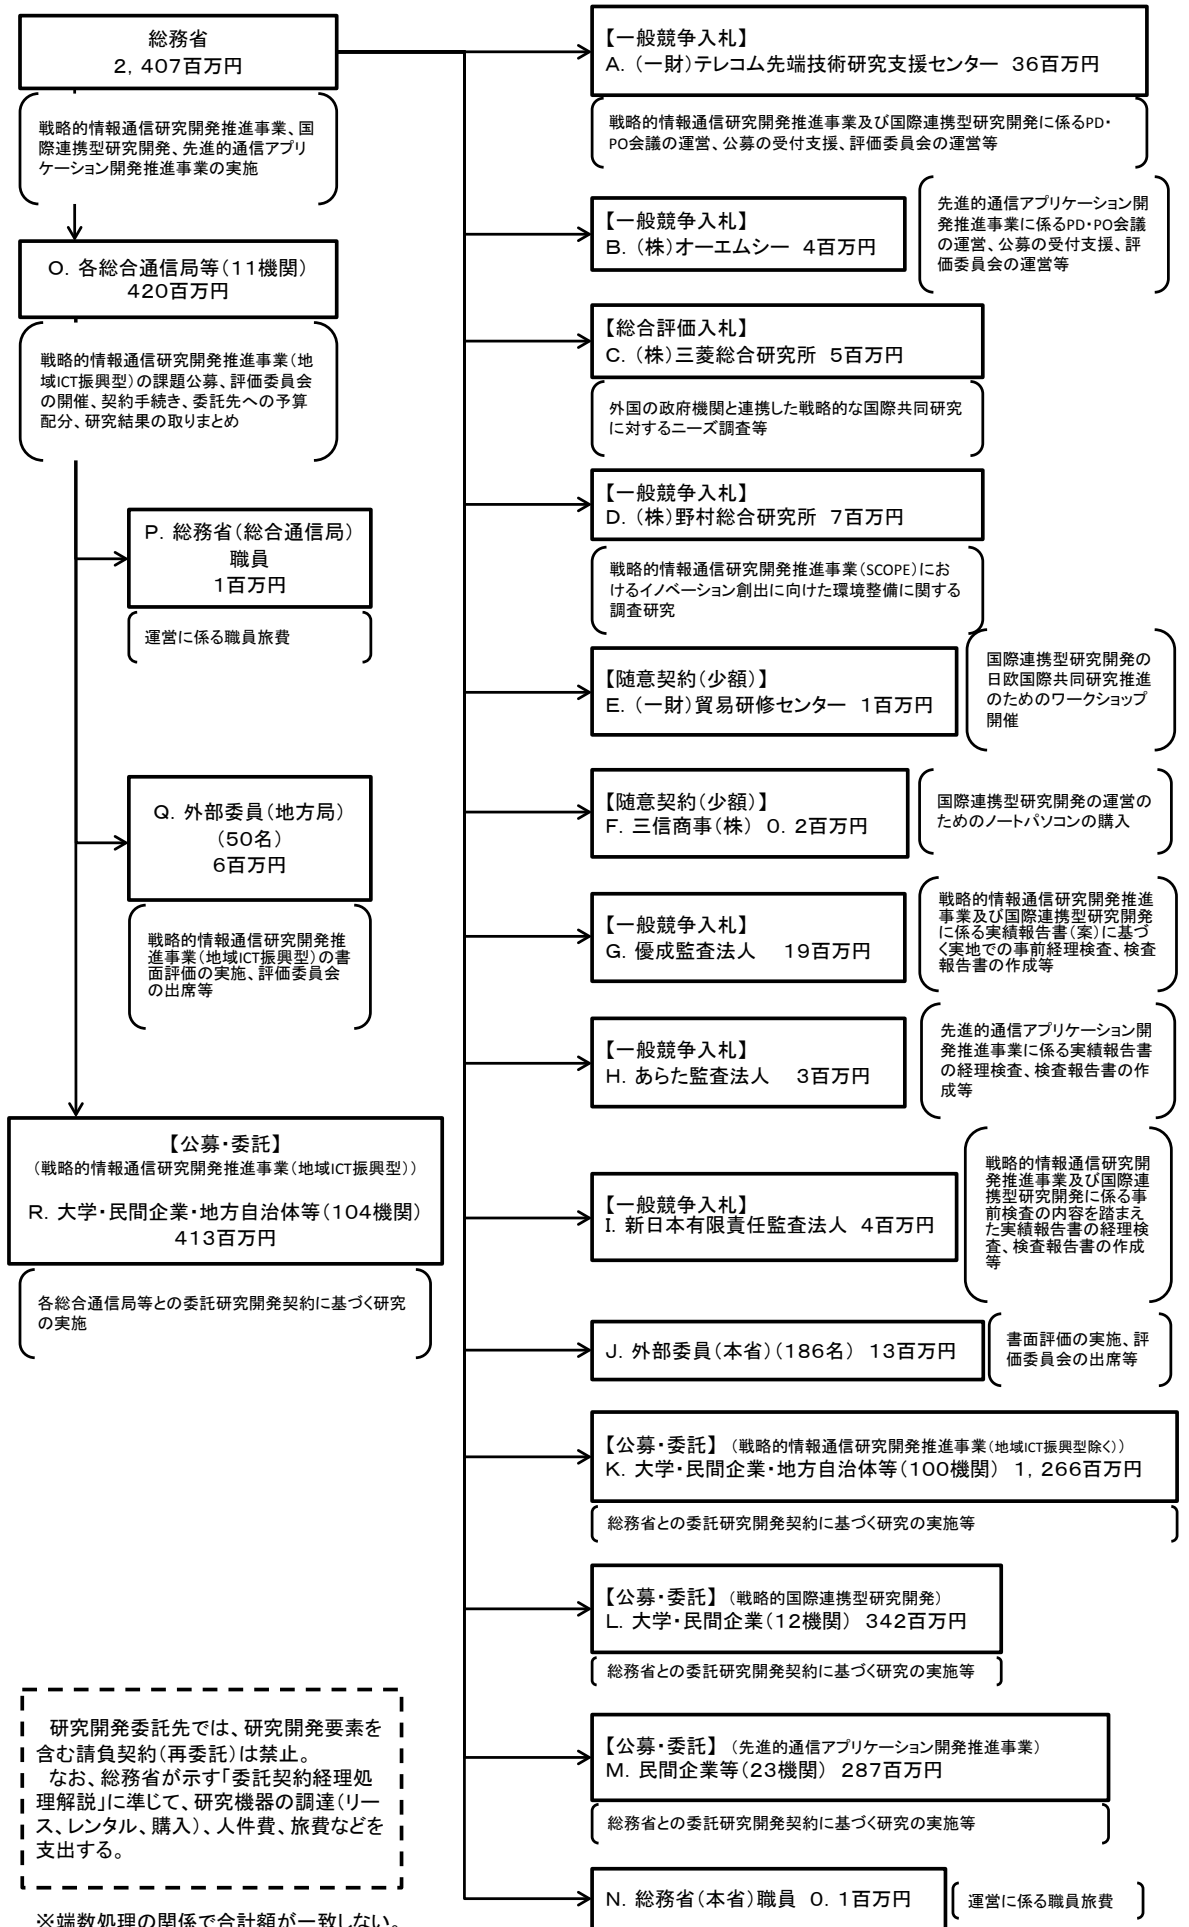 総務省
2,407百万円
戦略的情報通信研究開発推進事業、国
際連携型研究開発、先進的通信アプリ
ケーション開発推進事業の実施
O.各総合通信局等(11機関)
420百万円
戦略的情報通信研究開発推進事業(地
域ICT振興型)の課題公募、評価委員会
の開催、契約手続き、委託先への予算
配分、研究結果の取りまとめ
P.総務省(総合通信局)
職員
1百万円
運営に係る職員旅費
Q.外部委員(地方局)
(50名)
6百万円
戦略的情報通信研究開発推
進事業(地域ICT振興型)の書
面評価の実施、評価委員会
の出席等
【公募・委託】
(戦略的情報通信研究開発推進事業(地域ICT振興型))
R.大学・民間企業・地方自治体等(104機関)
413百万円
各総合通信局等との委託研究開発契約に基づく研究
の実施
研究開発委託先では、研究開発要素を
含む請負契約(再委託)は禁止。
なお、総務省が示す「委託契約経理処
理解説」に準じて、研究機器の調達(リー
ス、レンタル、購入)、人件費、旅費などを
支出する。
※端数処理の関係で合計額が一致しない。
【一般競争入札】
A.(一財)テレコム先端技術研究支援センター 36百万円
戦略的情報通信研究開発推進事業及び国際連携型研究開発に係るPD・
PO会議の運営、公募の受付支援、評価委員会の運営等
【一般競争入札】
B.(株)オーエムシー 4百万円
先進的通信アプリケーション開
発推進事業に係るPD・PO会議
の運営、公募の受付支援、評
価委員会の運営等
【総合評価入札】
C.(株)三菱総合研究所 5百万円
外国の政府機関と連携した戦略的な国際共同研究
に対するニーズ調査等
【一般競争入札】
D.(株)野村総合研究所 7百万円
戦略的情報通信研究開発推進事業(SCOPE)にお
けるイノベーション創出に向けた環境整備に関する
調査研究
【随意契約(少額)】
E.(一財)貿易研修センター 1百万円
国際連携型研究開発の
日欧国際共同研究推進
のためのワークショップ
開催
【随意契約(少額)】
F.三信商事(株) 0.2百万円
国際連携型研究開発の運営の
ためのノートパソコンの購入
【一般競争入札】
G.優成監査法人 19百万円
戦略的情報通信研究開発推進
事業及び国際連携型研究開発
に係る実績報告書(案)に基づ
く実地での事前経理検査、検査
報告書の作成等
【一般競争入札】
H.あらた監査法人 3百万円
先進的通信アプリケーション開
発推進事業に係る実績報告書
の経理検査、検査報告書の作
成等
【一般競争入札】
I.新日本有限責任監査法人 4百万円
戦略的情報通信研究開
発推進事業及び国際連
携型研究開発に係る事
前検査の内容を踏まえ
た実績報告書の経理検
査、検査報告書の作成
等
J.外部委員(本省)(186名) 13百万円
書面評価の実施、評
価委員会の出席等
【公募・委託】(戦略的情報通信研究開発推進事業(地域ICT振興型除く))
K.大学・民間企業・地方自治体等(100機関) 1,266百万円
総務省との委託研究開発契約に基づく研究の実施等
【公募・委託】(戦略的国際連携型研究開発)
L.大学・民間企業(12機関) 342百万円
総務省との委託研究開発契約に基づく研究の実施等
【公募・委託】(先進的通信アプリケーション開発推進事業)
M.民間企業等(23機関) 287百万円
総務省との委託研究開発契約に基づく研究の実施等
N.総務省(本省)職員 0.1百万円
運営に係る職員旅費